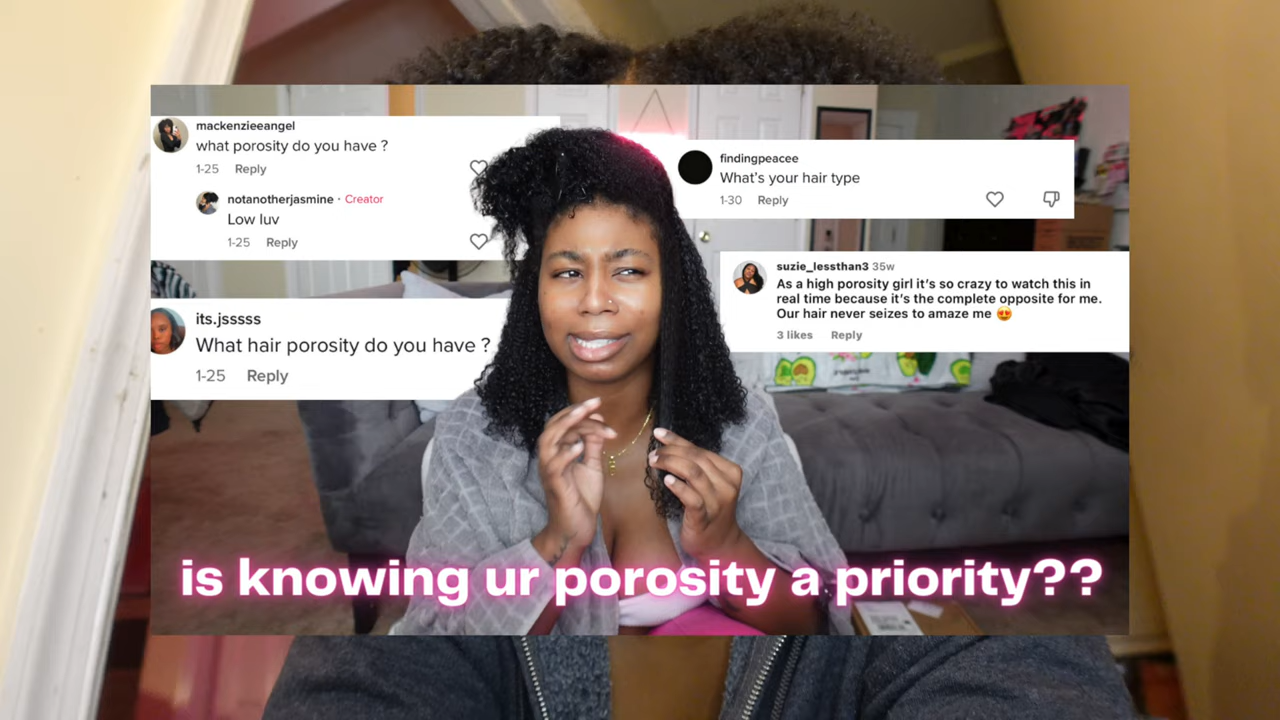 mackenzieeangel
what porosity do you have ?
1-25 Reply
notanotherjasmine · Creator
Low luv
1-25 Reply
its.jsssss
What hair porosity do you have ?
1-25 Reply
findingpeacee
What's your hair type
1-30 Reply
suzie_lessthan3 35w
As a high porosity girl it's so crazy to watch this in
real time because it's the complete opposite for me.
Our hair never seizes to amaze me 😍
3 likes Reply
is knowing ur porosity a priority??